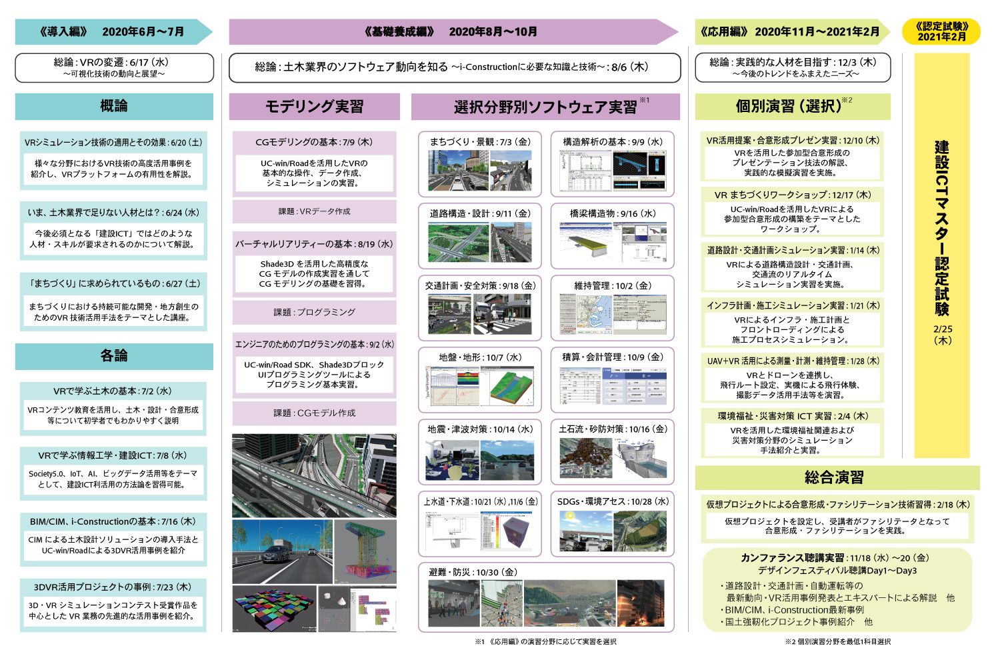 《導入編》　2020年6月～7月
総論：VRの変遷：6/17（水）
～可視化技術の動向と展望～
概論
VRシミュレーション技術の適用とその効果：6/20（土）
様々な分野におけるVR技術の高度活用事例を
紹介し、VRプラットフォームの有用性を解説。
いま、土木業界で足りない人材とは？：6/24（水）
今後必須となる「建設ICT」ではどのような
人材・スキルが要求されるのかについて解説。
「まちづくり」に求められているもの：6/27（土）
まちづくりにおける持続可能な開発・地方創生の
ためのVR 技術活用手法をテーマとした講座。
各論
VRで学ぶ土木の基本：7/2（水）
VRコンテンツ教育を活用し、土木・設計・合意形成
等について初学者でもわかりやすく説明
VRで学ぶ情報工学・建設ICT：7/8（水）
Society5.0、IoT、AI、ビッグデータ活用等をテーマ
として、建設ICT利活用の方法論を習得可能。
BIM/CIM、i-Constructionの基本：7/16（木）
CIM による土木設計ソリューションの導入手法と
UC-win/Roadによる3DVR活用事例を紹介
3DVR活用プロジェクトの事例：7/23（木）
3D・VR シミュレーションコンテスト受賞作品を
中心とした VR 業務の先進的な活用事例を紹介。
《基礎養成編》　2020年8月～10月
総論：土木業界のソフトウェア動向を知る ～i-Constructionに必要な知識と技術～：8/6（木）
モデリング実習
CGモデリングの基本：7/9（木）
UC-win/Roadを活用したVRの
基本的な操作、データ作成、
シミュレーションの実習。
課題：VRデータ作成
バーチャルリアリティーの基本：8/19（水）
Shade3D を活用した高精度な
CG モデルの作成実習を通して
CG モデリングの基礎を習得。
課題：プログラミング
エンジニアのためのプログラミングの基本：9/2（水）
UC-win/Road SDK、Shade3Dブロック
UIプログラミングツールによる
プログラミング基本実習。
課題：CGモデル作成
選択分野別ソフトウェア実習※1
まちづくり・景観：7/3（金）
構造解析の基本：9/9（水）
道路構造・設計：9/11（金）
橋梁構造物：9/16（水）
交通計画・安全対策：9/18（金）
維持管理：10/2（金）
地盤・地形：10/7（水）
積算・会計管理：10/9（金）
地震・津波対策：10/14（水）
土石流・砂防対策：10/16（金）
上水道・下水道：10/21（水）,11/6（金）
SDGs・環境アセス：10/28（水）
避難・防災：10/30（金）
※1 《応用編》の演習分野に応じて実習を選択
《応用編》 2020年11月～2021年2月
総論：実践的な人材を目指す：12/3（木）
～今後のトレンドをふまえたニーズ～
個別演習（選択）※2
VR活用提案・合意形成プレゼン実習：12/10（木）
VRを活用した参加型合意形成の
プレゼンテーション技法の解説、
実践的な模擬演習を実施。
VR まちづくりワークショップ：12/17（木）
UC-win/Roadを活用したVRによる
参加型合意形成の構築をテーマとした
ワークショップ。
道路設計・交通計画シミュレーション実習：1/14（木）
VRによる道路構造設計・交通計画、
交通流のリアルタイム
シミュレーション実習を実施。
インフラ計画・施工シミュレーション実習：1/21（木）
VRによるインフラ・施工計画と
フロントローディングによる
施工プロセスシミュレーション。
UAV＋VR 活用による測量・計測・維持管理：1/28（木）
VRとドローンを連携し、
飛行ルート設定、実機による飛行体験、
撮影データ活用手法等を演習。
環境福祉・災害対策 ICT 実習：2/4（木）
VRを活用した環境福祉関連および
災害対策分野のシミュレーション
手法紹介と実習。
総合演習
仮想プロジェクトによる合意形成・ファシリテーション技術習得：2/18（木）
仮想プロジェクトを設定し、受講者がファシリテータとなって
合意形成・ファシリテーションを実践。
カンファランス聴講実習：11/18（水）～20（金）
デザインフェスティバル聴講Day1～Day3
・道路設計・交通計画・自動運転等の
最新動向・VR活用事例発表とエキスパートによる解説　他
・BIM/CIM、i-Construction最新事例
・国土強靭化プロジェクト事例紹介　他
※2 個別演習分野を最低1科目選択
《認定試験》
2021年2月
建設ICTマスター認定試験
2/25
（木）